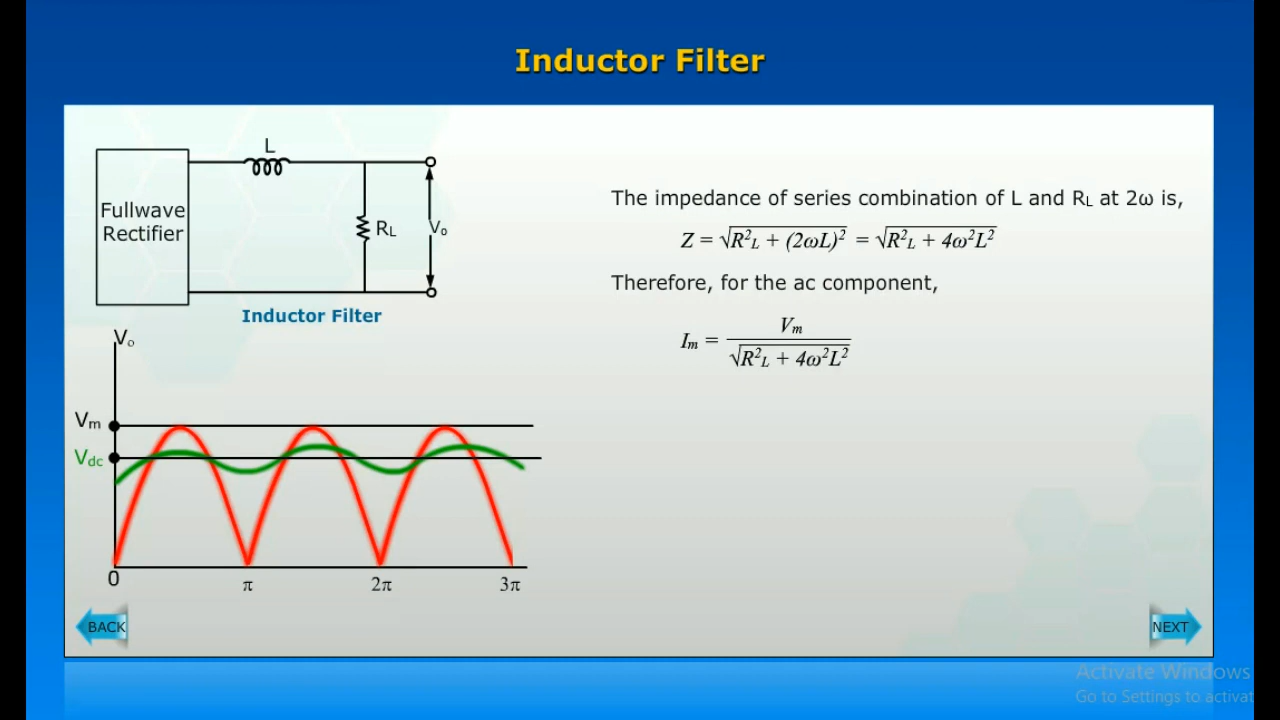 Inductor Filter
L
Fullwave
Rectifier
RL
Vo
Inductor Filter
The impedance of series combination of L and RL at 2ω is,
Z = √R²L + (2ωL)² = √R²L + 4ω²L²
Therefore, for the ac component,
Im = Vm / √R²L + 4ω²L²
Vo
Vm
Vdc
0 π 2π 3π
BACK
NEXT
Activate Windows
Go to Settings to activat